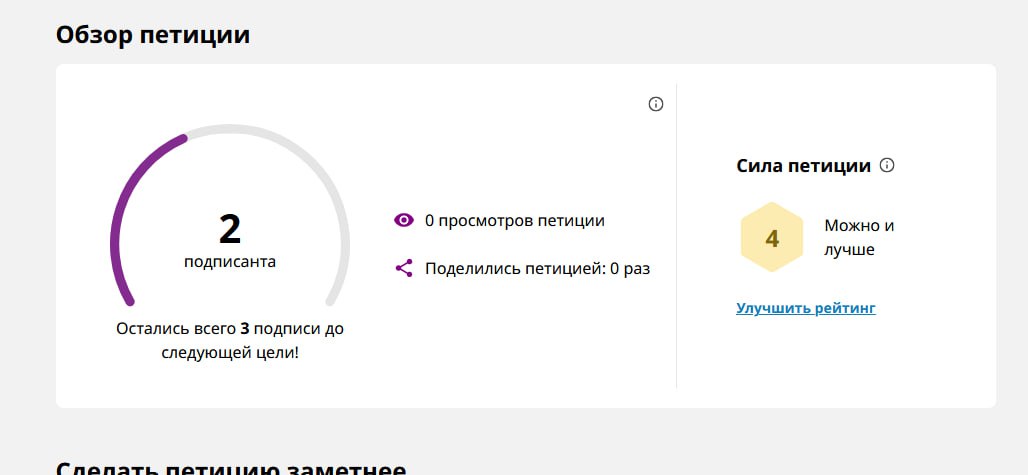 Обзор петиции
2
подписанта
Остались всего 3 подписи до
следующей цели!
0 просмотров петиции
Поделились петицией: 0 раз
Сила петиции
4
Можно и
лучше
Улучшить рейтинг
Сделать петицию заметнее